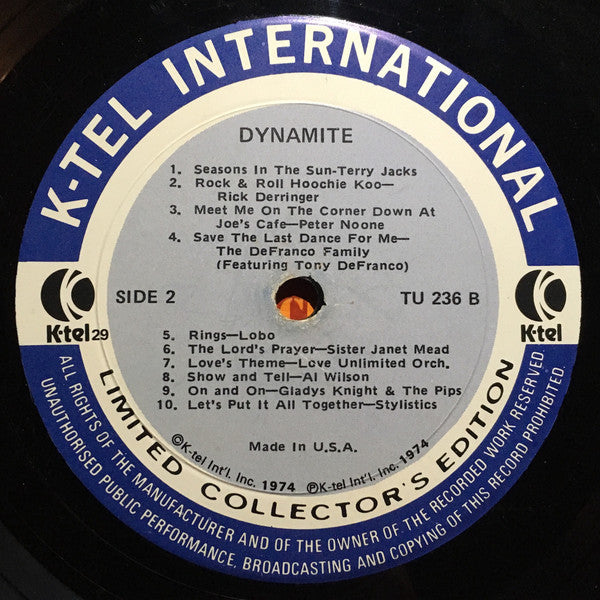 K-TEL INTERNATIONAL
DYNAMITE
1. Seasons In The Sun-Terry Jacks
2. Rock & Roll Hoochie Koo—
Rick Derringer
3. Meet Me On The Corner Down At
Joe's Cafe—Peter Noone
4. Save The Last Dance For Me—
The DeFranco Family
(Featuring Tony DeFranco)
SIDE 2
TU 236 B
K-tel 29
K-tel
5. Rings—Lobo
6. The Lord's Prayer—Sister Janet Mead
7. Love's Theme—Love Unlimited Orch.
8. Show and Tell—Al Wilson
9. On and On—Gladys Knight & The Pips
10. Let's Put It All Together—Stylistics
Made In U.S.A.
©K-tel Int'l. Inc. 1974 ℗K-tel Int'l. Inc. 1974
LIMITED COLLECTOR'S EDITION
ALL RIGHTS OF THE MANUFACTURER AND OF THE OWNER OF THE RECORDED WORK RESERVED.
UNAUTHORISED PUBLIC PERFORMANCE, BROADCASTING AND COPYING OF THIS RECORD PROHIBITED.